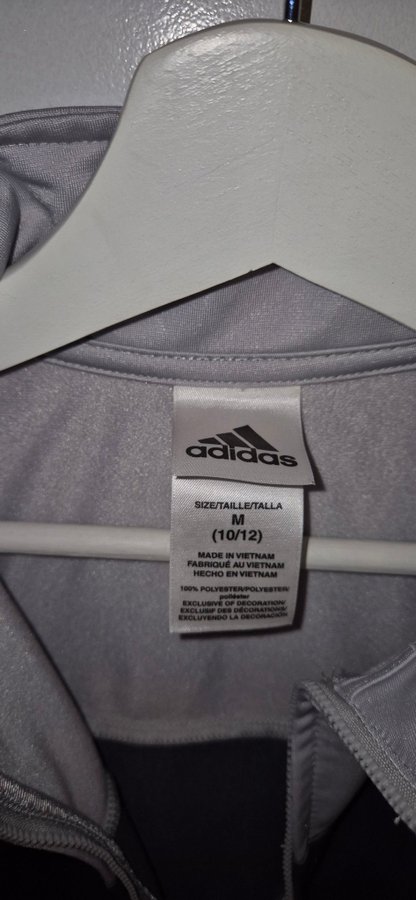 adidas
SIZE/TAILLE/TALLA
M
(10/12)
MADE IN VIETNAM
FABRIQUÉ AU VIETNAM
HECHO EN VIETNAM
100% POLYESTER/POLYESTER/
poliéster
EXCLUSIVE OF DECORATION/
EXCLUSIF DES DÉCORATIONS/
EXCLUYENDO LA DECORACIÓN